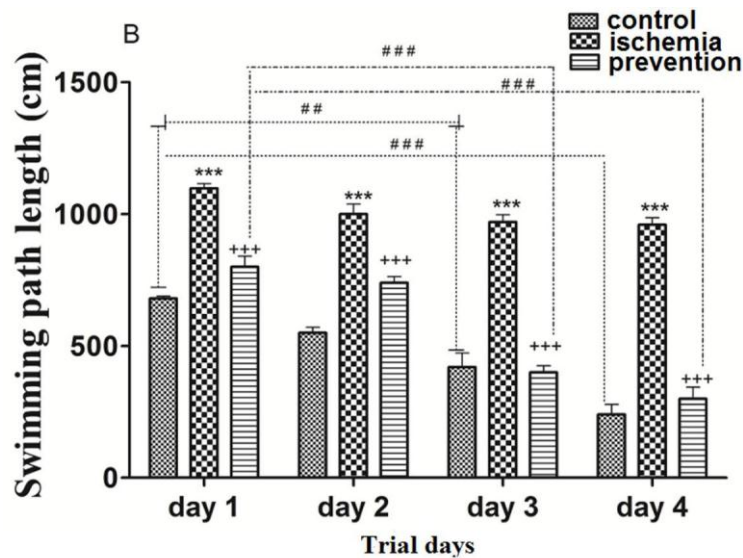 B
control
ischemia
prevention
Swimming path length (cm)
1500
1000
500
0
###
###
##
###
***
***
***
***
+++
+++
+++
+++
day 1
day 2
day 3
day 4
Trial days